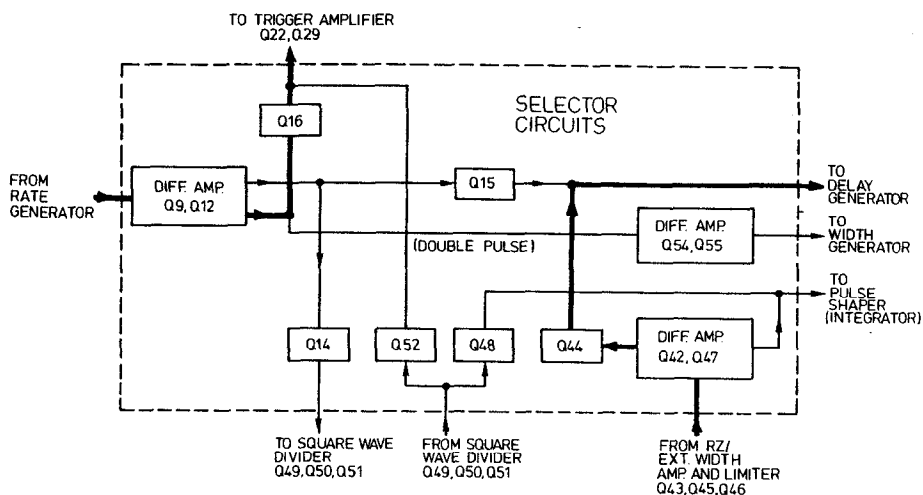 TO TRIGGER AMPLIFIER
Q22, Q29
SELECTOR
CIRCUITS
Q16
FROM
RATE
GENERATOR
DIFF. AMP.
Q9, Q12
Q15
TO
DELAY
GENERATOR
(DOUBLE PULSE)
DIFF. AMP.
Q54, Q55
TO
WIDTH
GENERATOR
TO
PULSE
SHAPER
(INTEGRATOR)
Q14
Q52
Q48
Q44
DIFF. AMP.
Q42, Q47
TO SQUARE WAVE
DIVIDER
Q49, Q50, Q51
FROM SQUARE
WAVE DIVIDER
Q49, Q50, Q51
FROM RZ/
EXT. WIDTH
AMP. AND LIMITER
Q43, Q45, Q46